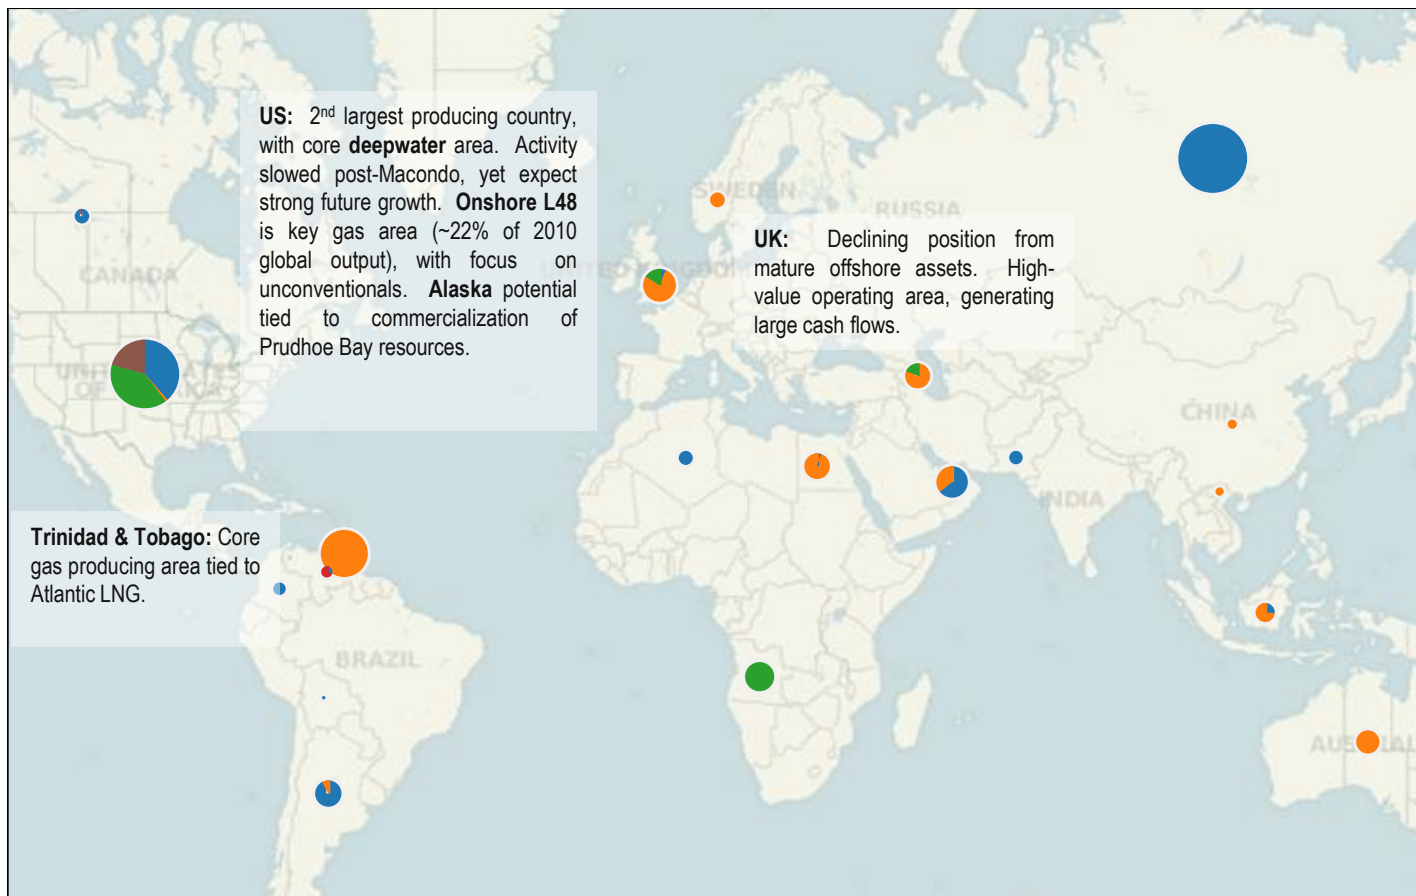 US: 2nd largest producing country,
with core deepwater area. Activity
slowed post-Macondo, yet expect
strong future growth. Onshore L48
is key gas area (~22% of 2010
global output), with focus on
unconventionals. Alaska potential
tied to commercialization of
Prudhoe Bay resources.
SWEDEN
RUSSIA
UK: Declining position from
mature offshore assets. High-
value operating area, generating
large cash flows.
CANADA
CHINA
INDIA
Trinidad & Tobago: Core
gas producing area tied to
Atlantic LNG.
BRAZIL